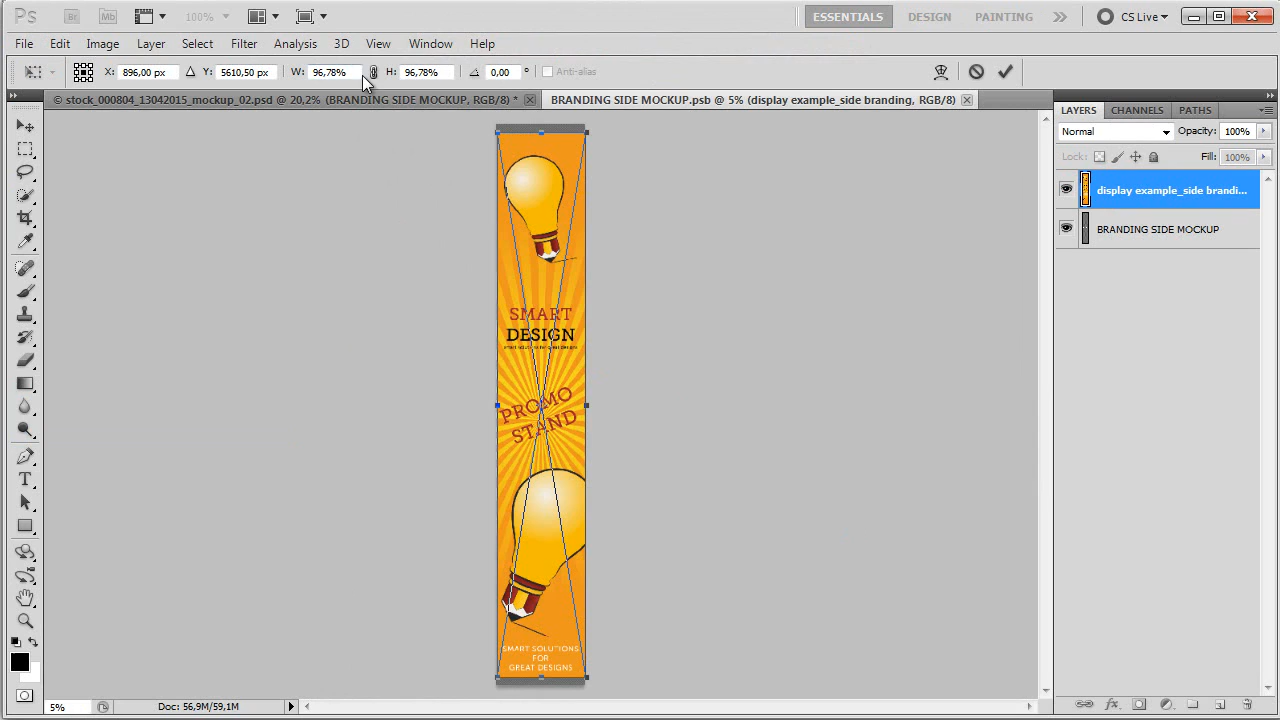 Ps Br Mb 100% ESSENTIALS DESIGN PAINTING CS Live
File Edit Image Layer Select Filter Analysis 3D View Window Help
X: 896,00 px Y: 5610,50 px W: 96,78% H: 96,78% 0,00 ° Anti-alias
© stock_000804_13042015_mockup_02.psd @ 20,2% (BRANDING SIDE MOCKUP, RGB/8) * BRANDING SIDE MOCKUP.psb @ 5% (display example_side branding, RGB/8)
LAYERS CHANNELS PATHS
Normal Opacity: 100%
Lock: Fill: 100%
display example_side brandi...
BRANDING SIDE MOCKUP
SMART
DESIGN
PROMO
STAND
SMART SOLUTIONS
FOR
GREAT DESIGNS
5% Doc: 56,9M/59,1M